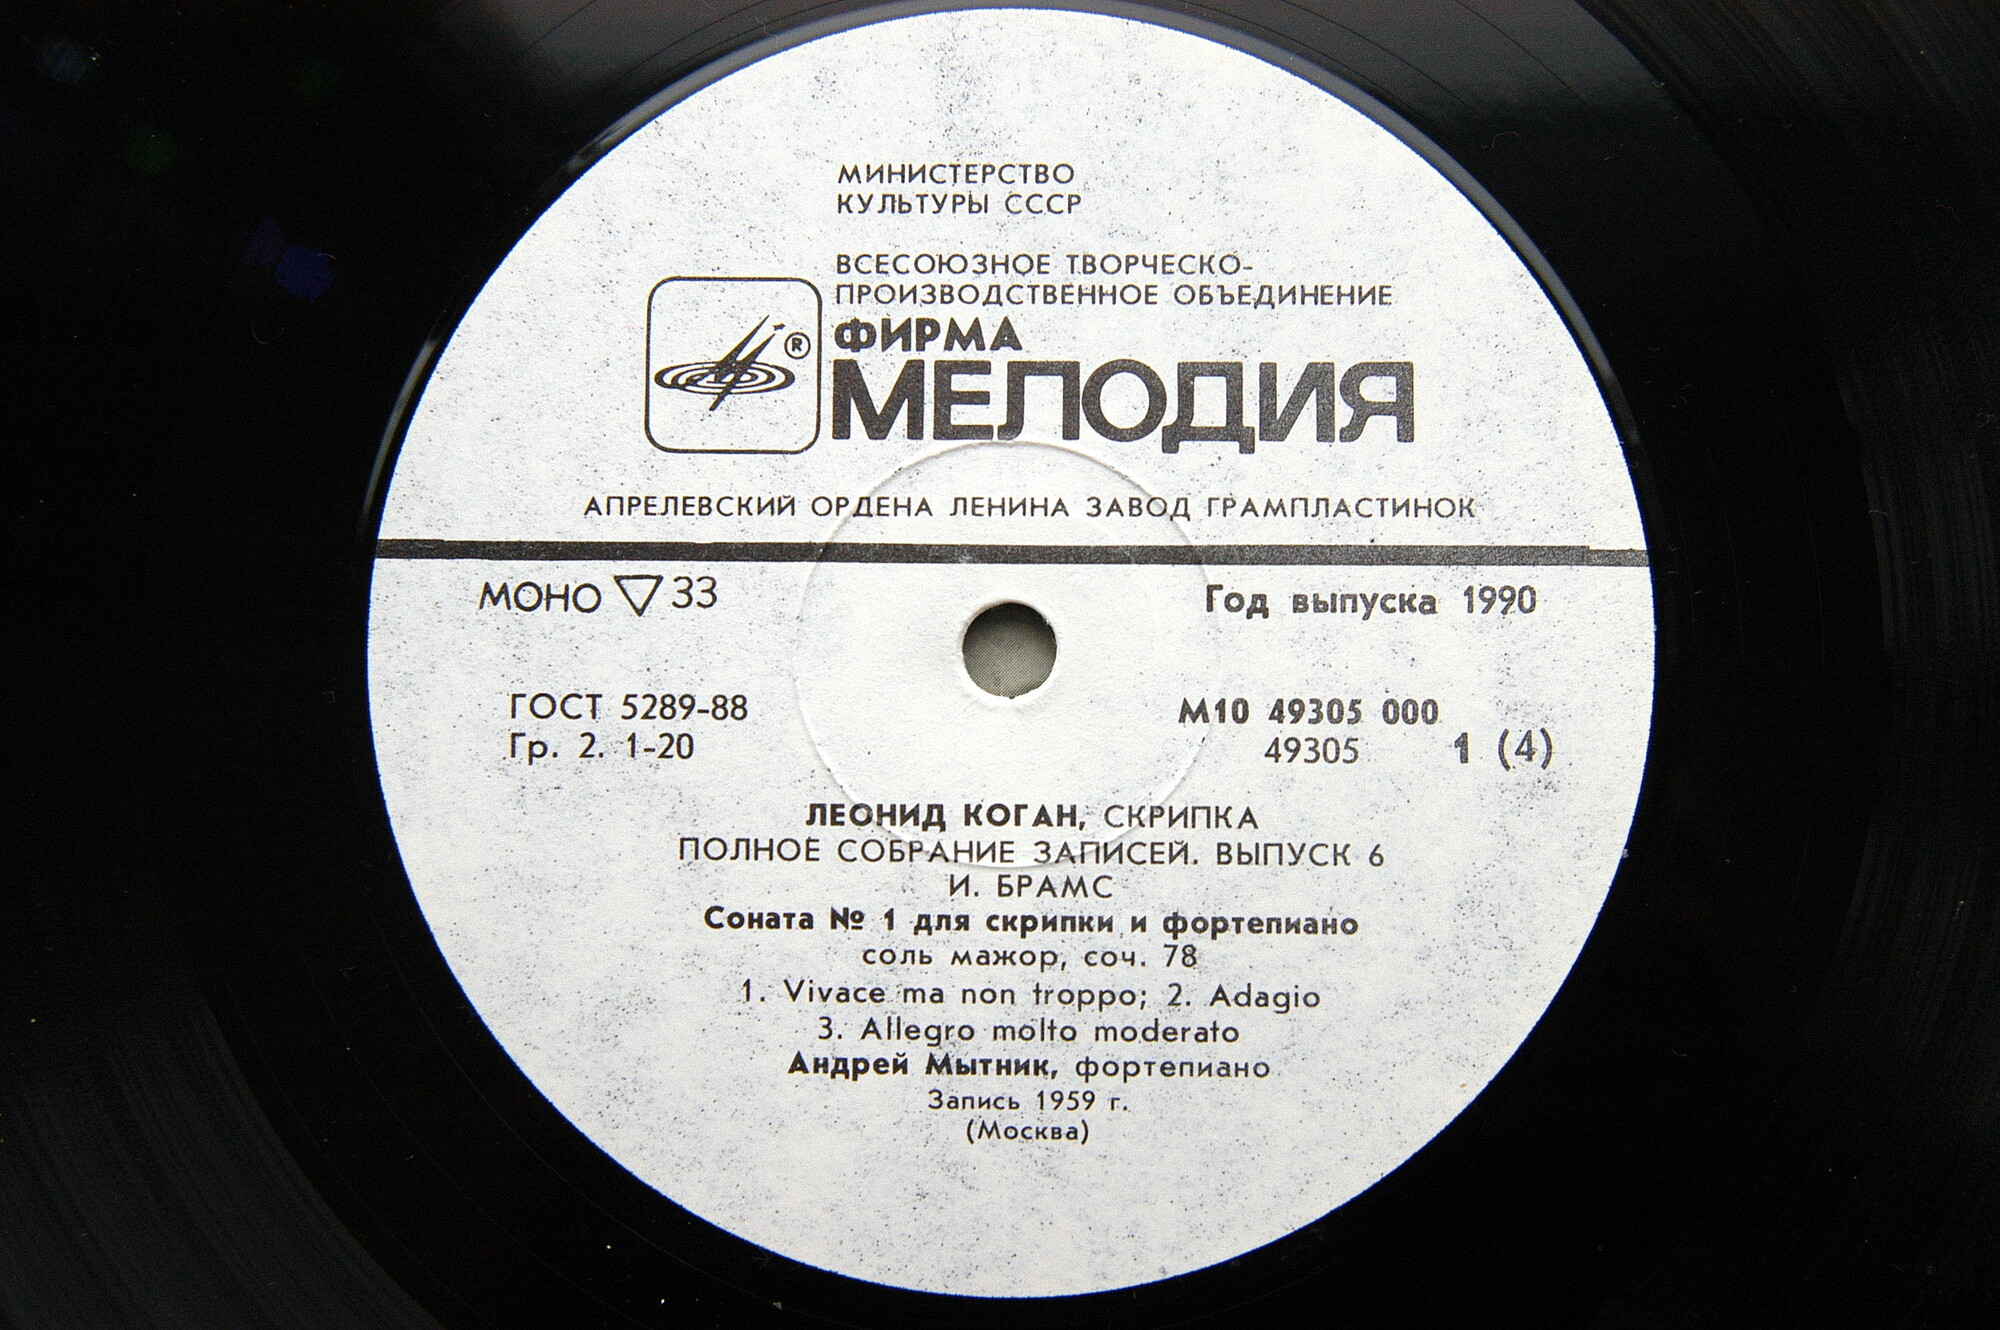 МИНИСТЕРСТВО
КУЛЬТУРЫ СССР
ВСЕСОЮЗНОЕ ТВОРЧЕСКО-
ПРОИЗВОДСТВЕННОЕ ОБЪЕДИНЕНИЕ
ФИРМА
®
МЕЛОДИЯ
АПРЕЛЕВСКИЙ ОРДЕНА ЛЕНИНА ЗАВОД ГРАМПЛАСТИНОК
МОНО ▽ 33
Год выпуска 1990
ГОСТ 5289-88
Гр. 2. 1-20
М10 49305 000
49305 1 (4)
ЛЕОНИД КОГАН, СКРИПКА
ПОЛНОЕ СОБРАНИЕ ЗАПИСЕЙ. ВЫПУСК 6
И. БРАМС
Соната № 1 для скрипки и фортепиано
соль мажор, соч. 78
1. Vivace ma non troppo; 2. Adagio
3. Allegro molto moderato
Андрей Мытник, фортепиано
Запись 1959 г.
(Москва)